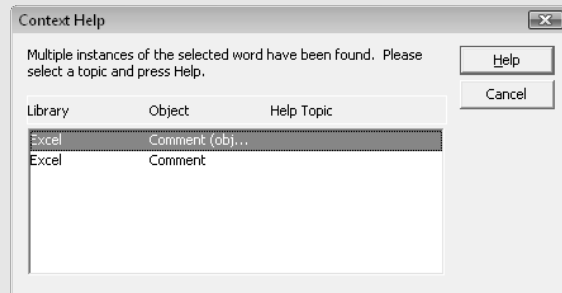 Context Help
Multiple instances of the selected word have been found. Please
select a topic and press Help.
Help
Cancel
Library Object Help Topic
Excel Comment (obj...
Excel Comment